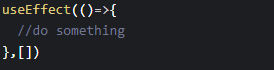 useEffect(()=>{
  //do something
},[])